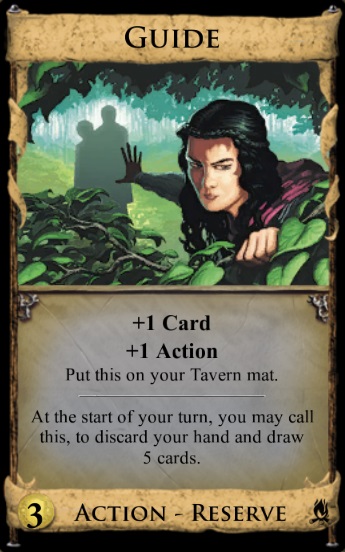 GUIDE
+1 Card
+1 Action
Put this on your Tavern mat.
At the start of your turn, you may call
this, to discard your hand and draw
5 cards.
3 ACTION - RESERVE